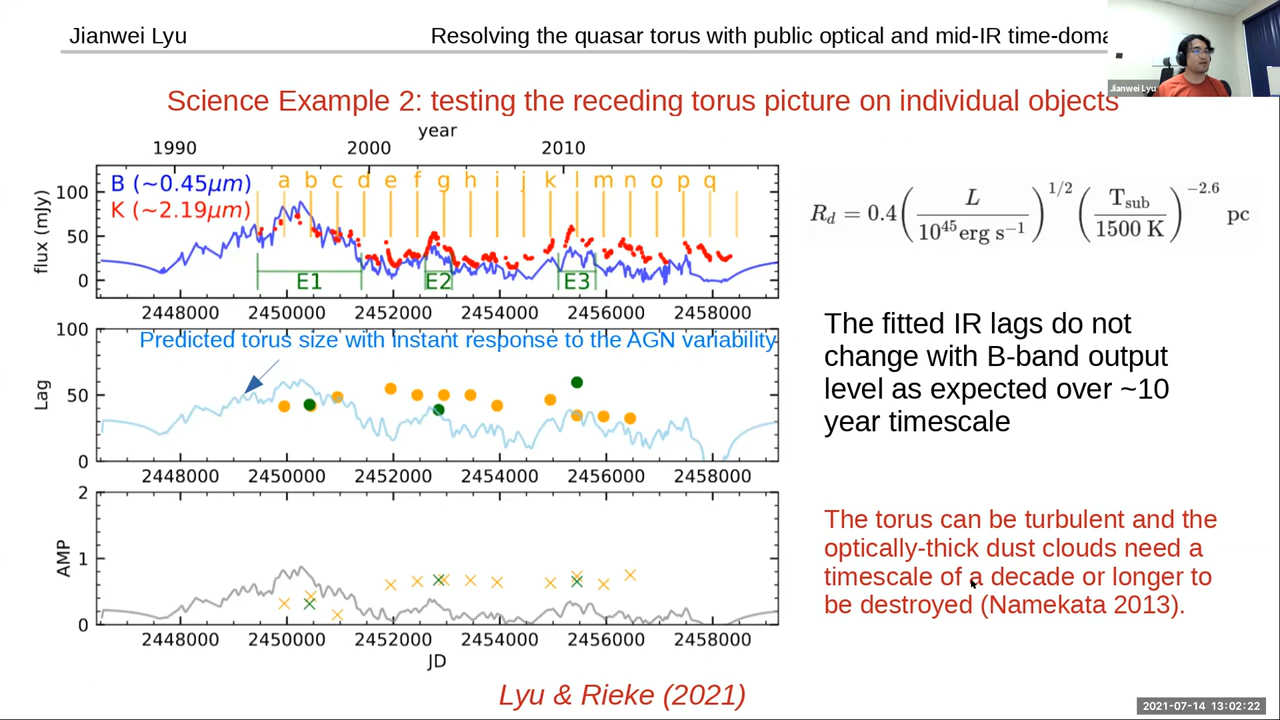 Jianwei Lyu
Resolving the quasar torus with public optical and mid-IR time-doma
Jianwei Lyu
Science Example 2: testing the receding torus picture on individual objects
year
1990 2000 2010
B (~0.45μm)
K (~2.19μm)
a b c d e f g h i j k l m n o p q
flux (mJy)
100
50
0
E1 E2 E3
2448000 2450000 2452000 2454000 2456000 2458000
Predicted torus size with instant response to the AGN variability
Lag
100
50
0
2448000 2450000 2452000 2454000 2456000 2458000
AMP
2
1
0
2448000 2450000 2452000 2454000 2456000 2458000
JD
R_d = 0.4 (L / 10^45 erg s^−1)^1/2 (T_sub / 1500 K)^−2.6 pc
The fitted IR lags do not
change with B-band output
level as expected over ~10
year timescale
The torus can be turbulent and the
optically-thick dust clouds need a
timescale of a decade or longer to
be destroyed (Namekata 2013).
Lyu & Rieke (2021)
2021-07-14 13:02:22